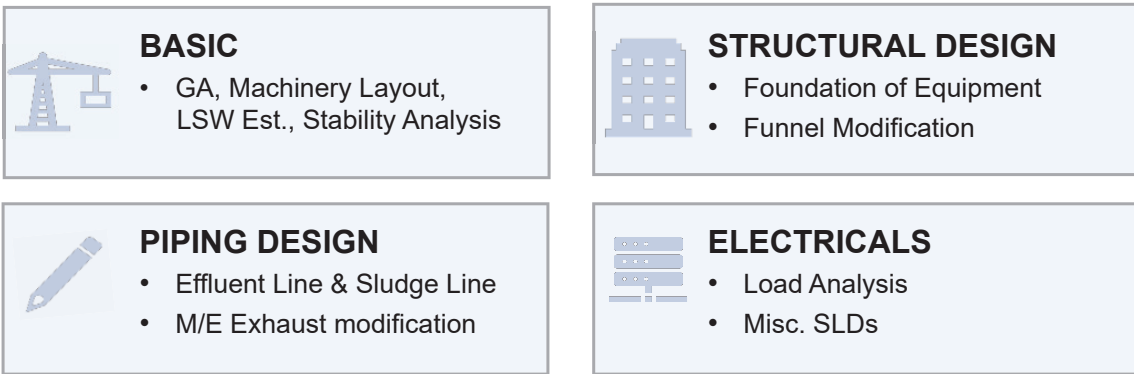 BASIC
• GA, Machinery Layout,
LSW Est., Stability Analysis
STRUCTURAL DESIGN
• Foundation of Equipment
• Funnel Modification
PIPING DESIGN
• Effluent Line & Sludge Line
• M/E Exhaust modification
ELECTRICALS
• Load Analysis
• Misc. SLDs